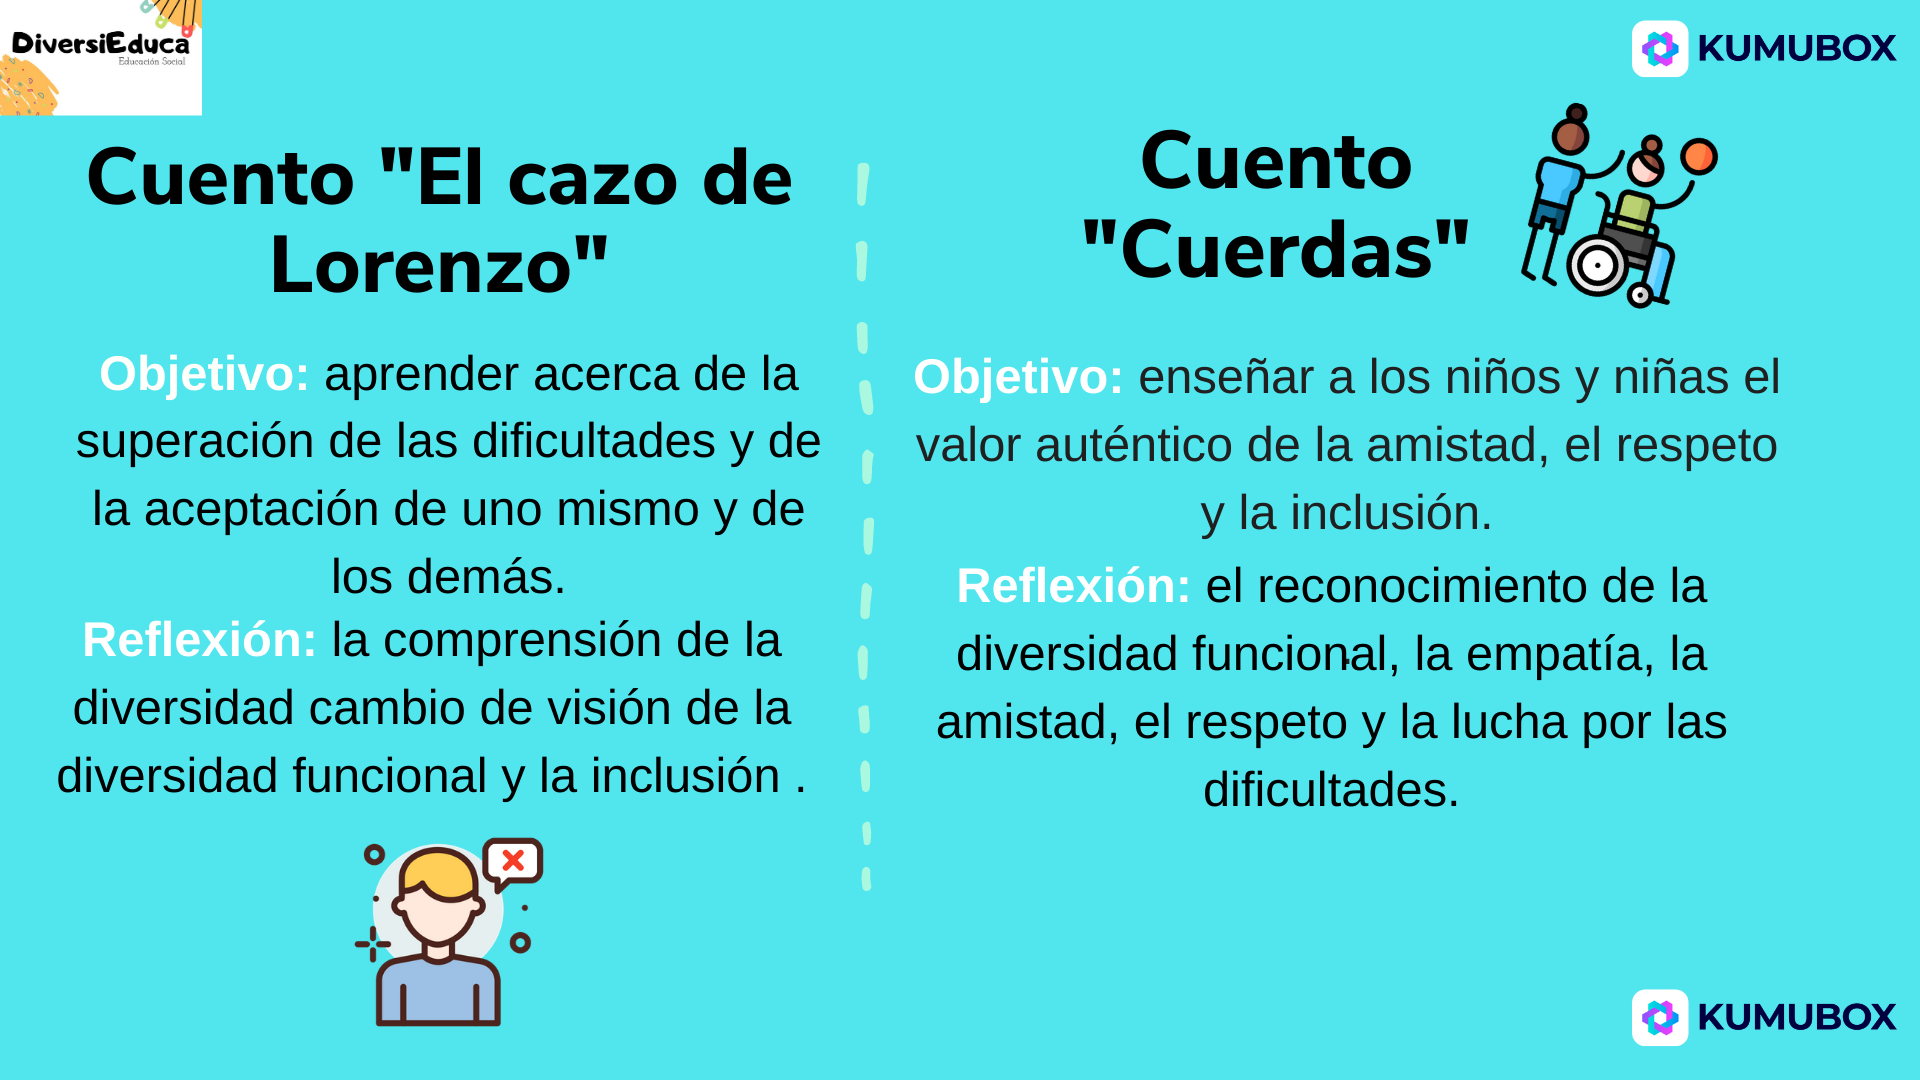 DiversiEduca
Educación Social
KUMUBOX
Cuento "El cazo de
Lorenzo"
Objetivo: aprender acerca de la
superación de las dificultades y de
la aceptación de uno mismo y de
los demás.
Reflexión: la comprensión de la
diversidad cambio de visión de la
diversidad funcional y la inclusión .
Cuento
"Cuerdas"
Objetivo: enseñar a los niños y niñas el
valor auténtico de la amistad, el respeto
y la inclusión.
Reflexión: el reconocimiento de la
diversidad funcional, la empatía, la
amistad, el respeto y la lucha por las
dificultades.
KUMUBOX